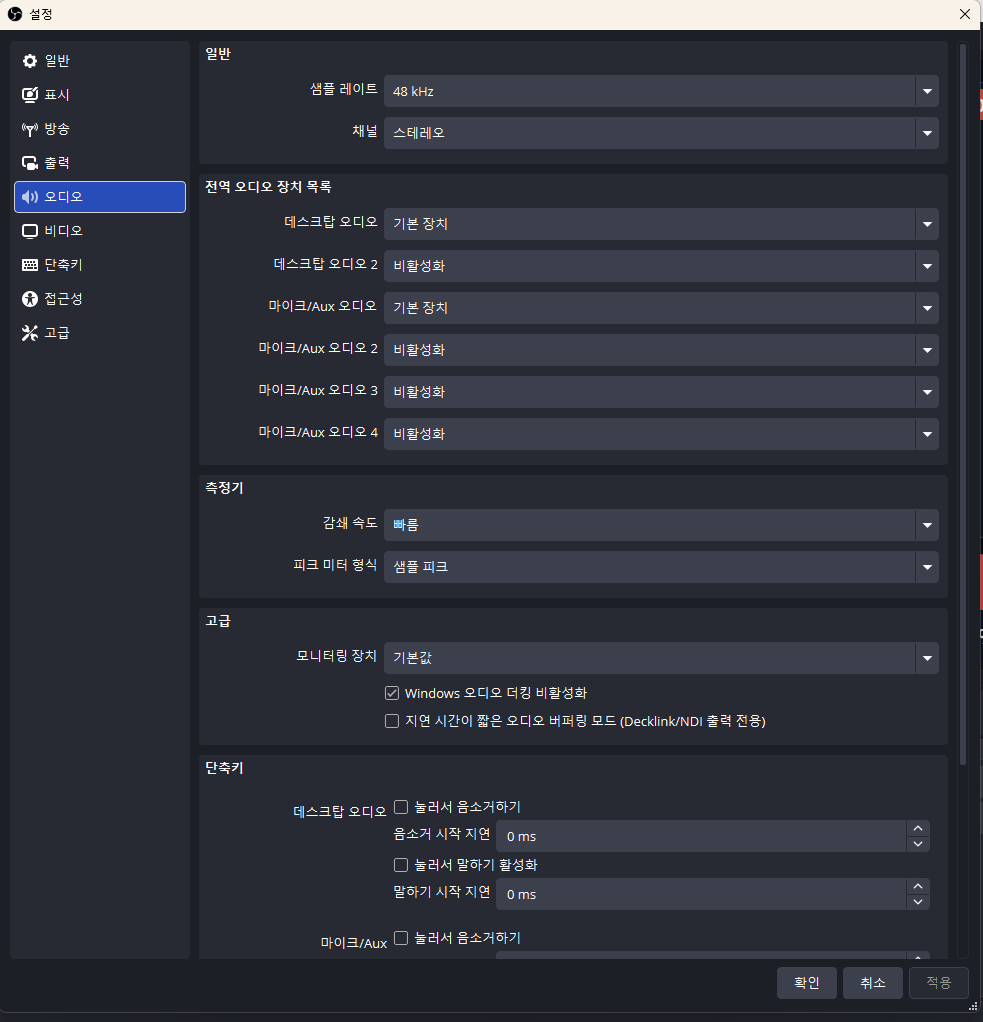 설정
일반
표시
방송
출력
오디오
비디오
단축키
접근성
고급
일반
샘플 레이트 48 kHz
채널 스테레오
전역 오디오 장치 목록
데스크탑 오디오 기본 장치
데스크탑 오디오 2 비활성화
마이크/Aux 오디오 기본 장치
마이크/Aux 오디오 2 비활성화
마이크/Aux 오디오 3 비활성화
마이크/Aux 오디오 4 비활성화
측정기
감쇄 속도 빠름
피크 미터 형식 샘플 피크
고급
모니터링 장치 기본값
Windows 오디오 더킹 비활성화
지연 시간이 짧은 오디오 버퍼링 모드 (Decklink/NDI 출력 전용)
단축키
데스크탑 오디오 눌러서 음소거하기
음소거 시작 지연 0 ms
눌러서 말하기 활성화
말하기 시작 지연 0 ms
마이크/Aux 눌러서 음소거하기
확인 취소 적용